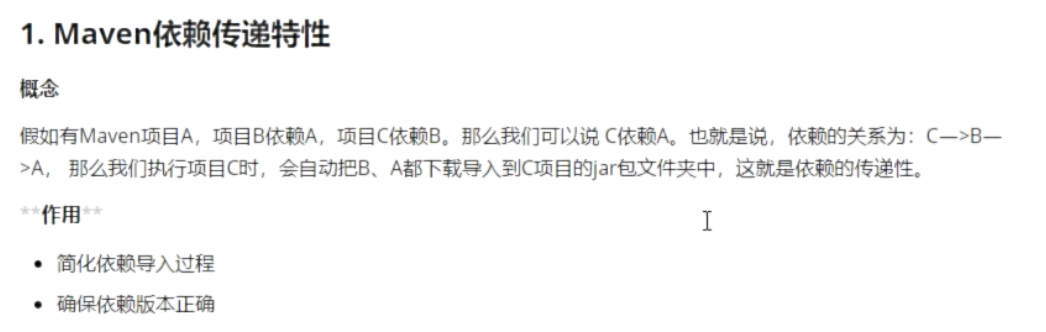 1. Maven依赖传递特性
概念
假如有Maven项目A，项目B依赖A，项目C依赖B。那么我们可以说 C依赖A。也就是说，依赖的关系为：C—>B—
>A， 那么我们执行项目C时，会自动把B、A都下载导入到C项目的jar包文件夹中，这就是依赖的传递性。
**作用**
• 简化依赖导入过程
• 确保依赖版本正确